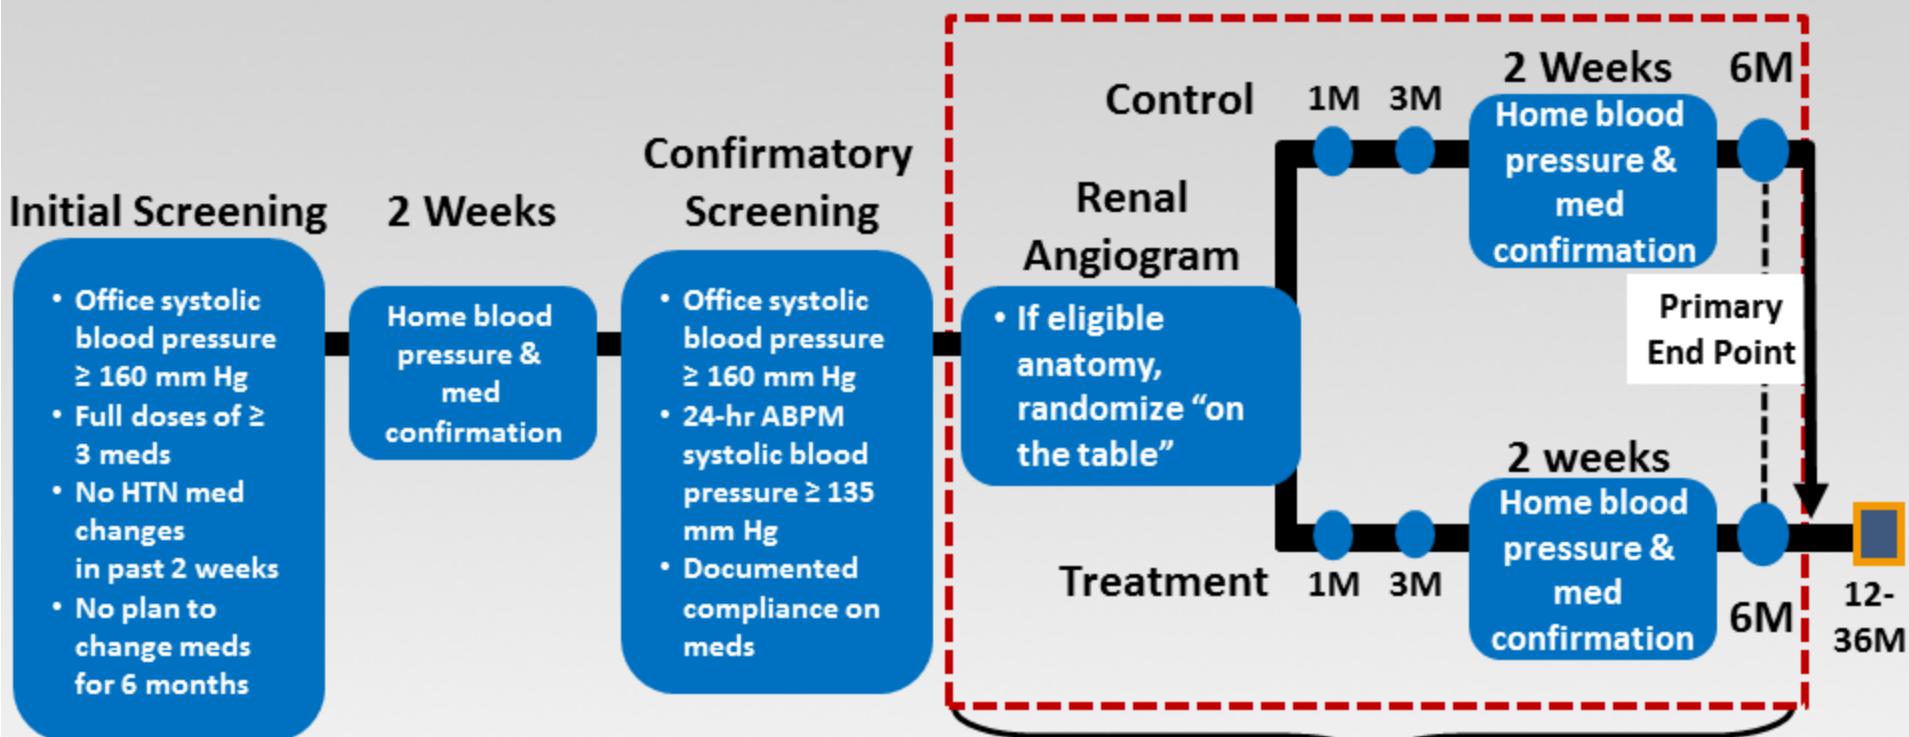 Initial Screening
• Office systolic
blood pressure
≥ 160 mm Hg
• Full doses of ≥
3 meds
• No HTN med
changes
in past 2 weeks
• No plan to
change meds
for 6 months
2 Weeks
Home blood
pressure &
med
confirmation
Confirmatory
Screening
• Office systolic
blood pressure
≥ 160 mm Hg
• 24-hr ABPM
systolic blood
pressure ≥ 135
mm Hg
• Documented
compliance on
meds
Renal
Angiogram
• If eligible
anatomy,
randomize “on
the table”
Control
1M 3M
2 Weeks
Home blood
pressure &
med
confirmation
6M
Primary
End Point
Treatment
1M 3M
2 weeks
Home blood
pressure &
med
confirmation
6M
12-
36M